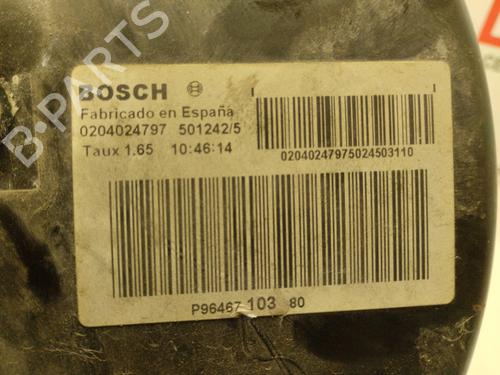 BOSCH
Fabricado en España
0204024797 501242/5
Taux 1.65 10:46:14
02040247975024503110
P96467 103 80
B-PARTS